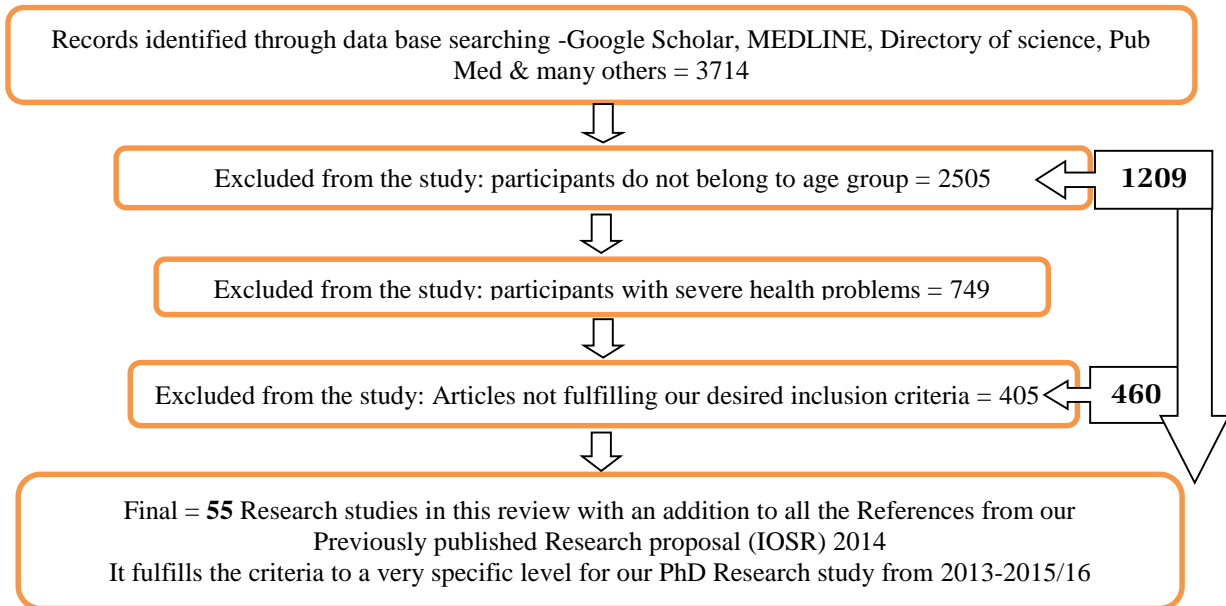 Records identified through data base searching -Google Scholar, MEDLINE, Directory of science, Pub
Med & many others = 3714
Excluded from the study: participants do not belong to age group = 2505
1209
Excluded from the study: participants with severe health problems = 749
Excluded from the study: Articles not fulfilling our desired inclusion criteria = 405
460
Final = 55 Research studies in this review with an addition to all the References from our
Previously published Research proposal (IOSR) 2014
It fulfills the criteria to a very specific level for our PhD Research study from 2013-2015/16